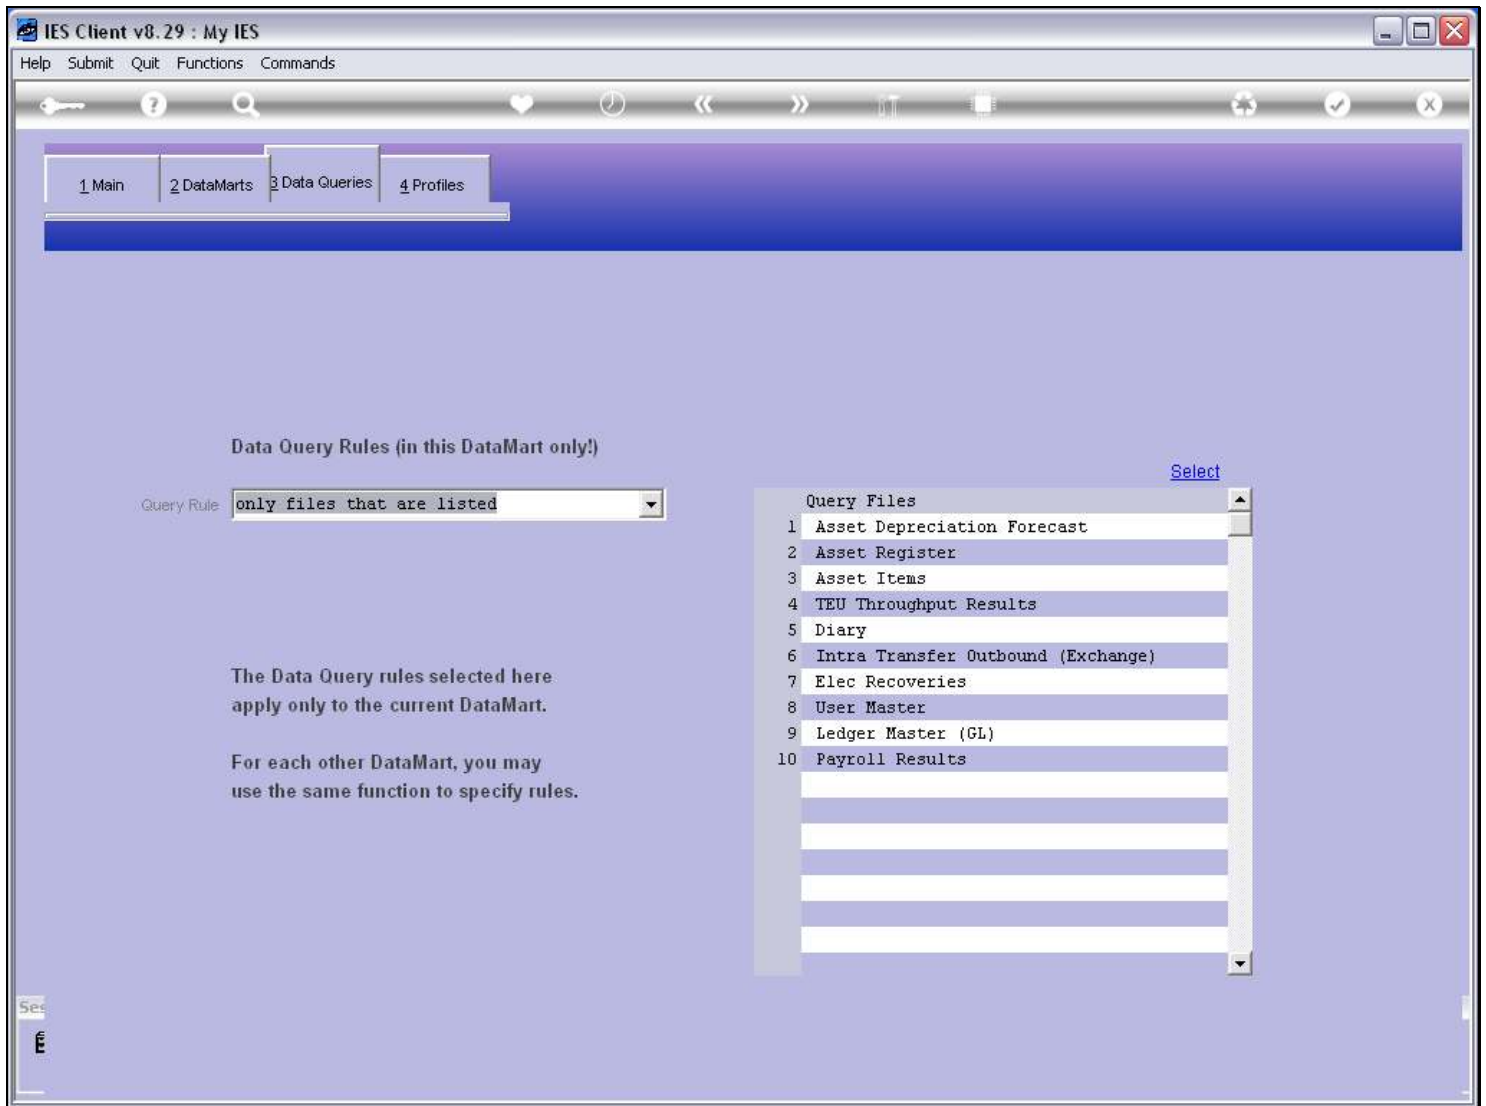 IES Client v8.29 : My IES
Help Submit Quit Functions Commands
1 Main 2 DataMarts 3 Data Queries 4 Profiles
Data Query Rules (in this DataMart only!)
Select
Query Rule only files that are listed
Query Files
1 Asset Depreciation Forecast
2 Asset Register
3 Asset Items
4 TEU Throughput Results
5 Diary
6 Intra Transfer Outbound (Exchange)
7 Elec Recoveries
8 User Master
9 Ledger Master (GL)
10 Payroll Results
The Data Query rules selected here
apply only to the current DataMart.
For each other DataMart, you may
use the same function to specify rules.